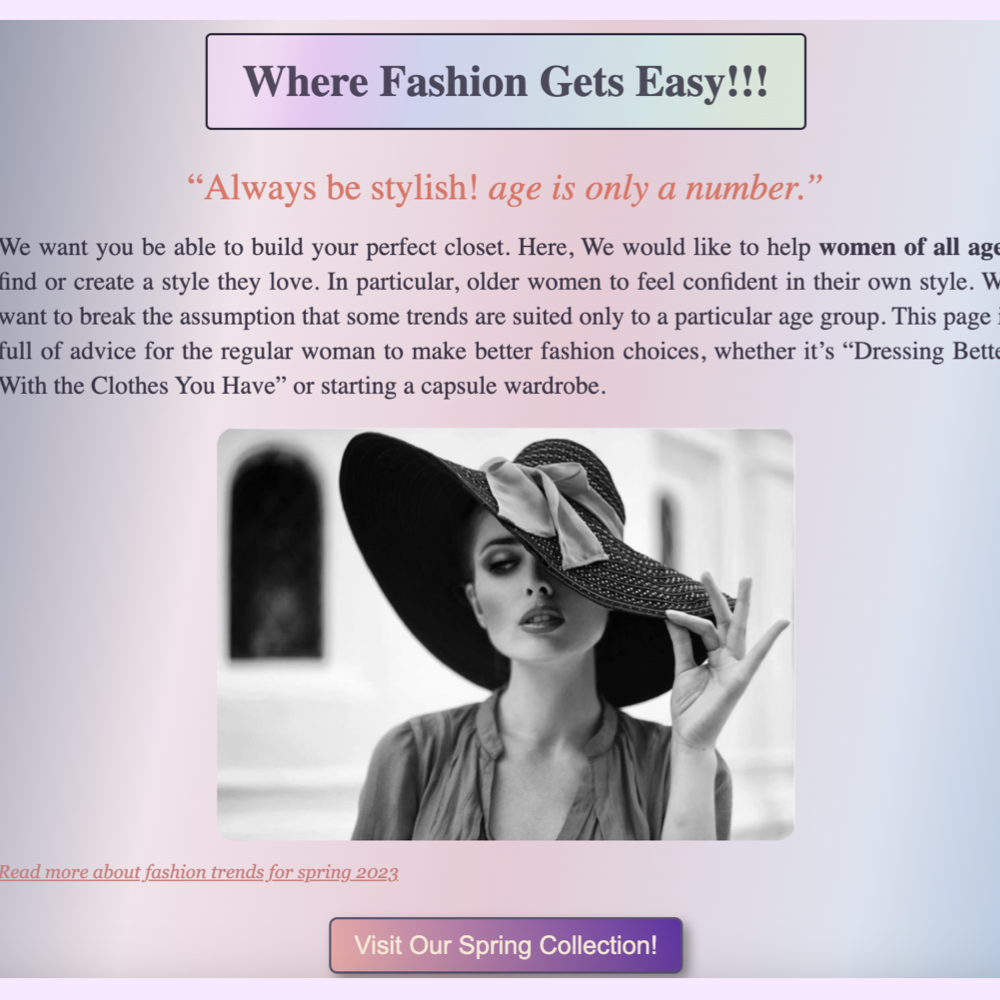 Where Fashion Gets Easy!!!
“Always be stylish! age is only a number.”
We want you be able to build your perfect closet. Here, We would like to help women of all age
find or create a style they love. In particular, older women to feel confident in their own style. W
want to break the assumption that some trends are suited only to a particular age group. This page i
full of advice for the regular woman to make better fashion choices, whether it’s “Dressing Bette
With the Clothes You Have” or starting a capsule wardrobe.
Read more about fashion trends for spring 2023
Visit Our Spring Collection!